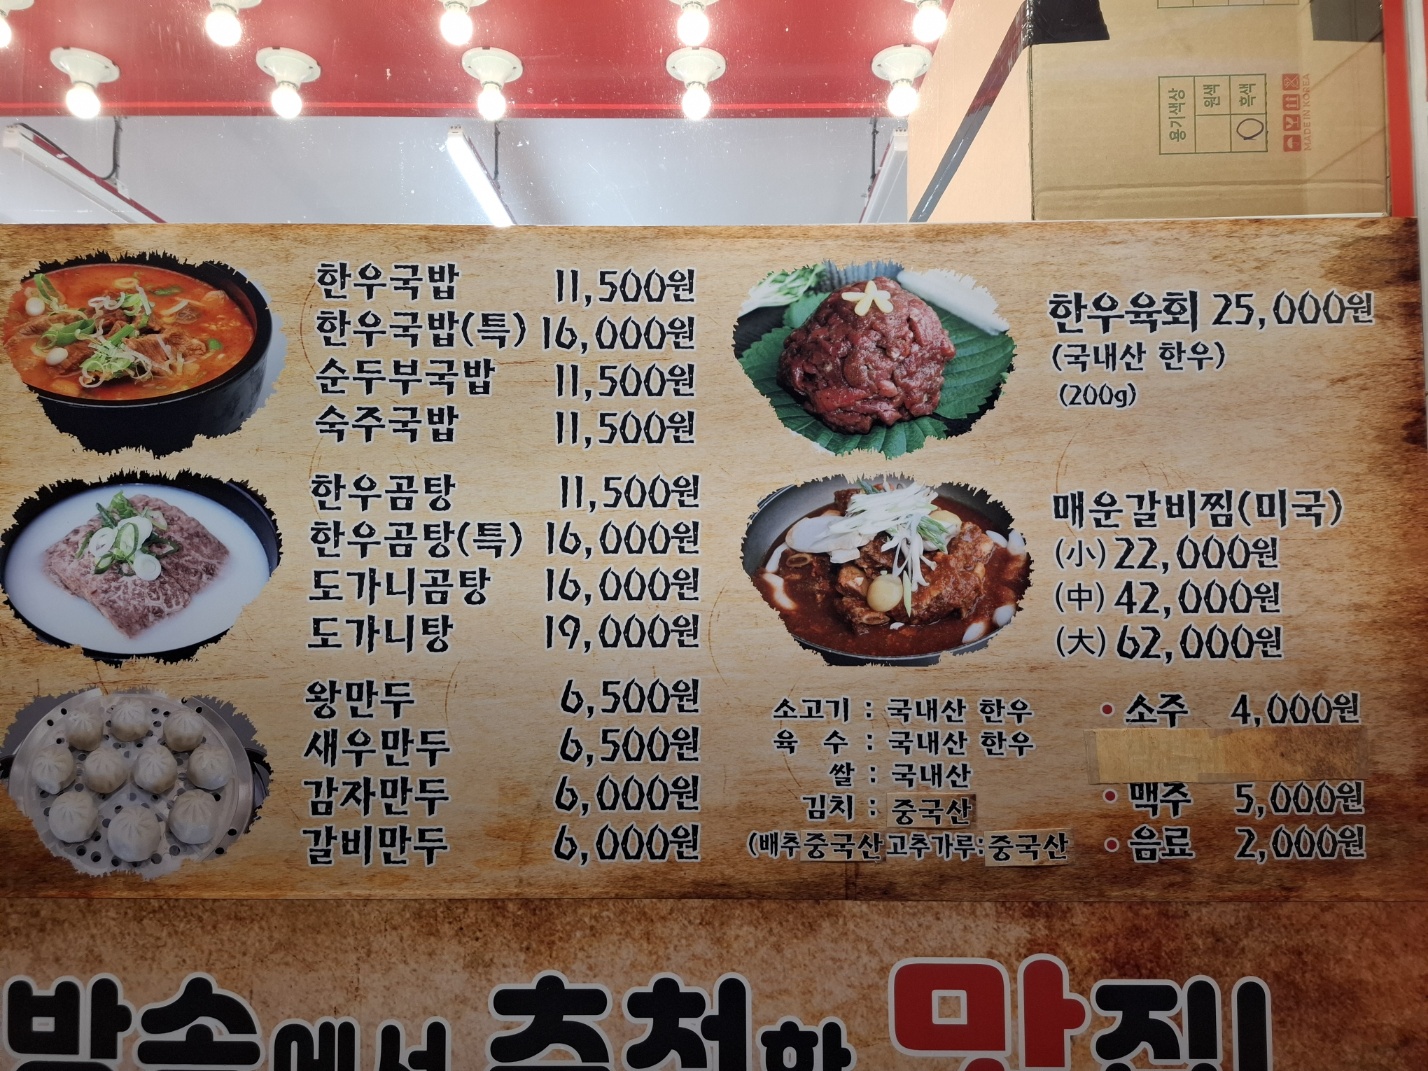 용기색상
원색
흑색
MADE IN KOREA
한우국밥 11,500원
한우국밥(특) 16,000원
순두부국밥 11,500원
숙주국밥 11,500원
한우곰탕 11,500원
한우곰탕(특) 16,000원
도가니곰탕 16,000원
도가니탕 19,000원
왕만두 6,500원
새우만두 6,500원
감자만두 6,000원
갈비만두 6,000원
한우육회 25,000원
(국내산 한우)
(200g)
매운갈비찜(미국)
(小) 22,000원
(中) 42,000원
(大) 62,000원
소고기 : 국내산 한우
육 수 : 국내산 한우
쌀 : 국내산
김치 : 중국산
(배추중국산고추가루:중국산
• 소주 4,000원
• 맥주 5,000원
• 음료 2,000원
방송에서 추천한 맛집!